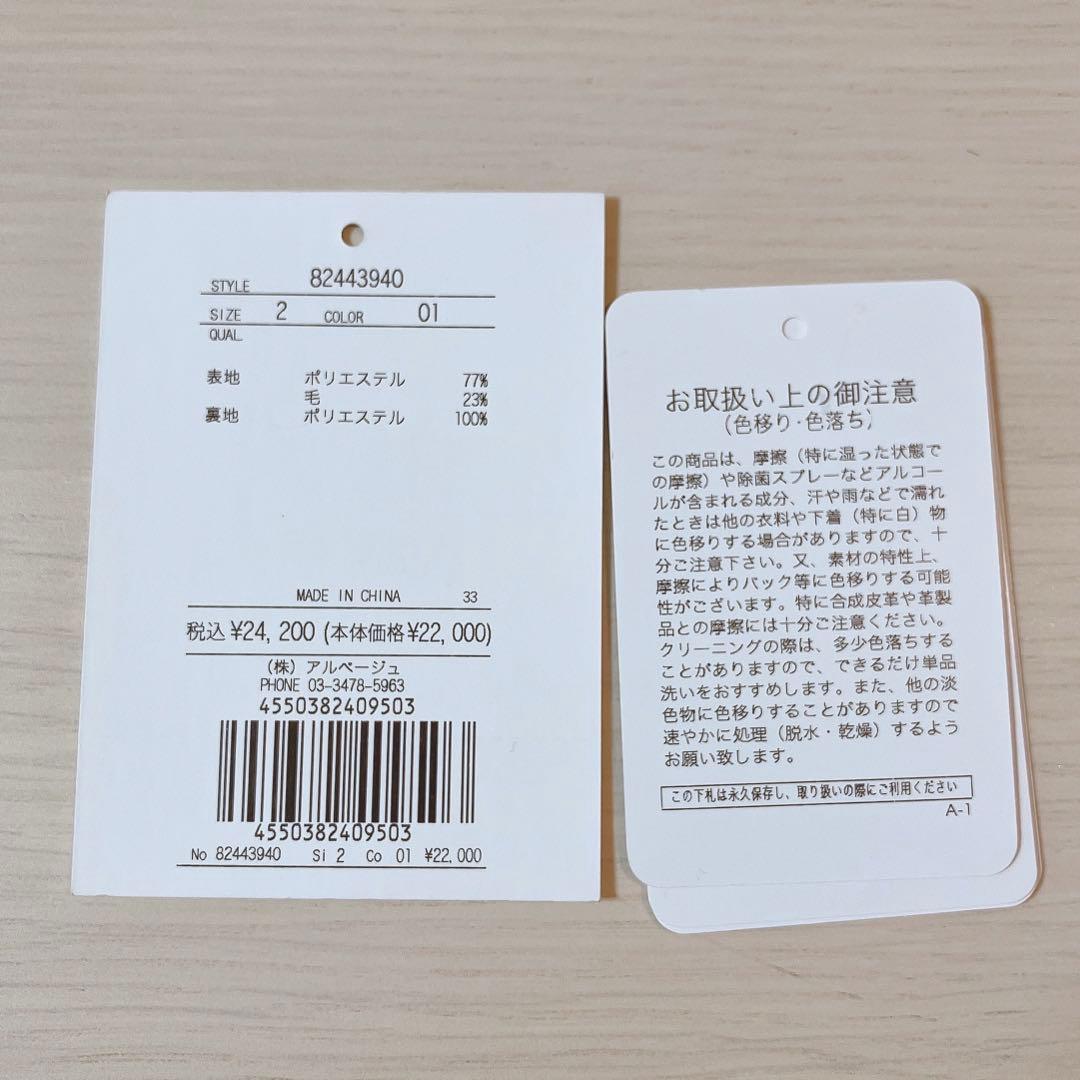 STYLE 82443940
SIZE 2 COLOR 01
QUAL
表地 ポリエステル 77%
毛 23%
裏地 ポリエステル 100%
MADE IN CHINA 33
税込 ¥24,200 (本体価格¥22,000)
(株) アルページュ
PHONE 03-3478-5963
4550382409503
4550382409503
No 82443940 Si 2 Co 01 ¥22,000
お取扱い上の御注意
(色移り・色落ち)
この商品は、摩擦（特に湿った状態で
の摩擦）や除菌スプレーなどアルコー
ルが含まれる成分、汗や雨などで濡れ
たときは他の衣料や下着（特に白）物
に色移りする場合がありますので、十
分ご注意下さい。又、素材の特性上、
摩擦によりバック等に色移りする可能
性がございます。特に合成皮革や革製
品との摩擦には十分ご注意ください。
クリーニングの際は、多少色落ちする
ことがありますので、できるだけ単品
洗いをおすすめします。また、他の淡
色物に色移りすることがありますので
速やかに処理（脱水・乾燥）するよう
お願い致します。
この下札は永久保存し、取り扱いの際にご利用ください
A-1